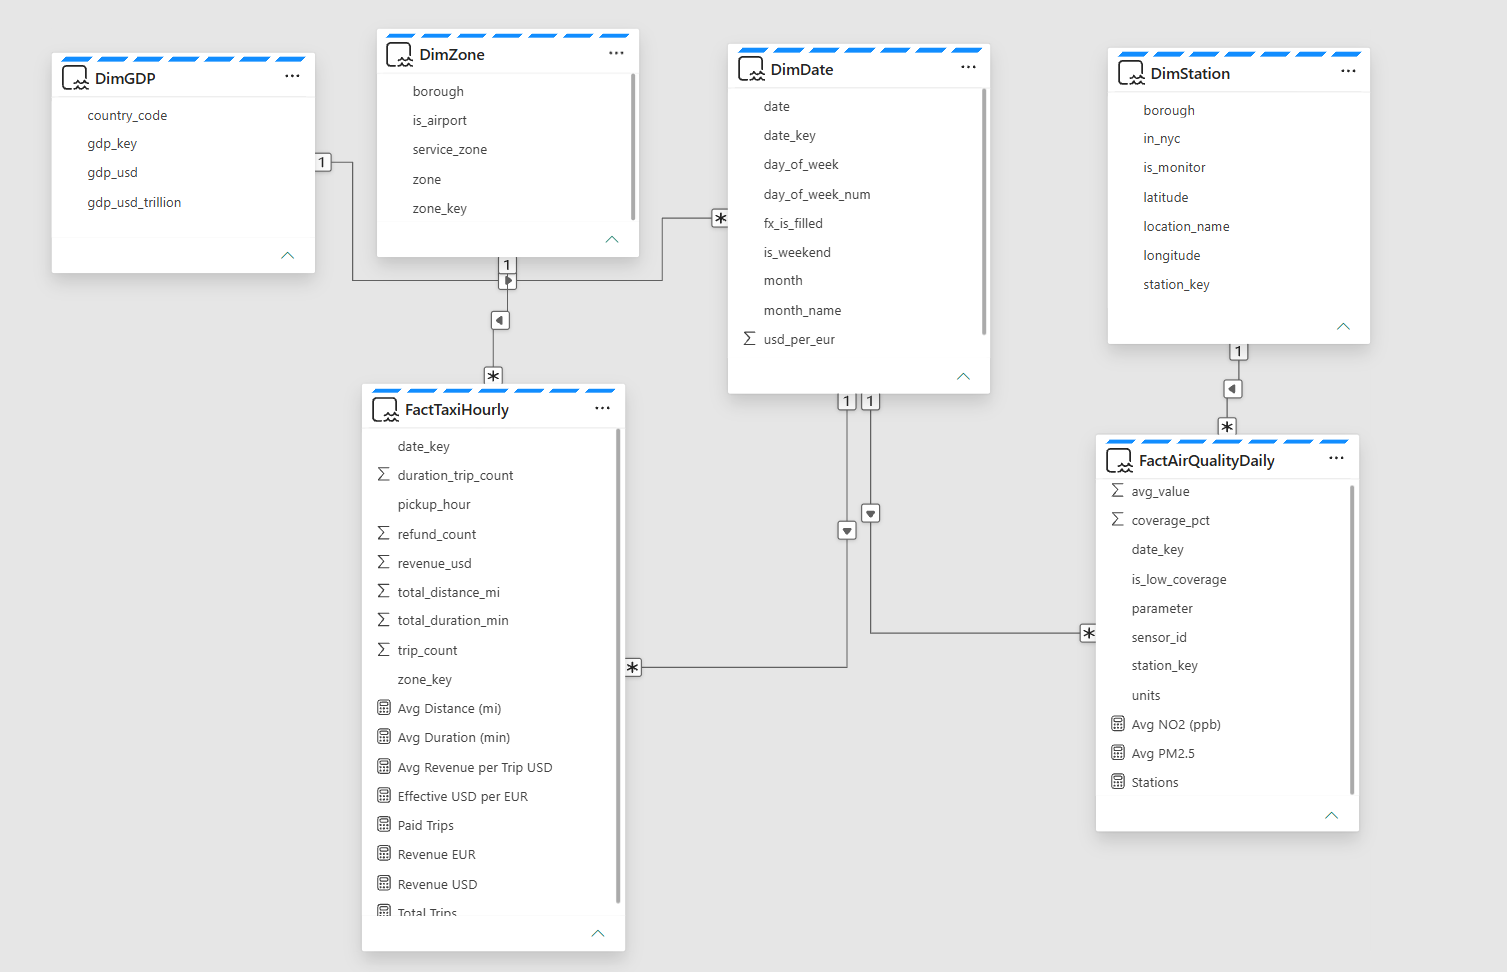 DimGDP
country_code
gdp_key
gdp_usd
gdp_usd_trillion
1
DimZone
borough
is_airport
service_zone
zone
zone_key
1
*
DimDate
date
date_key
day_of_week
day_of_week_num
fx_is_filled
is_weekend
month
month_name
usd_per_eur
*
1
1
DimStation
borough
in_nyc
is_monitor
latitude
location_name
longitude
station_key
1
*
FactTaxiHourly
date_key
duration_trip_count
pickup_hour
refund_count
revenue_usd
total_distance_mi
total_duration_min
trip_count
zone_key
Avg Distance (mi)
Avg Duration (min)
Avg Revenue per Trip USD
Effective USD per EUR
Paid Trips
Revenue EUR
Revenue USD
Total Trips
*
FactAirQualityDaily
avg_value
coverage_pct
date_key
is_low_coverage
parameter
sensor_id
station_key
units
Avg NO2 (ppb)
Avg PM2.5
Stations
*